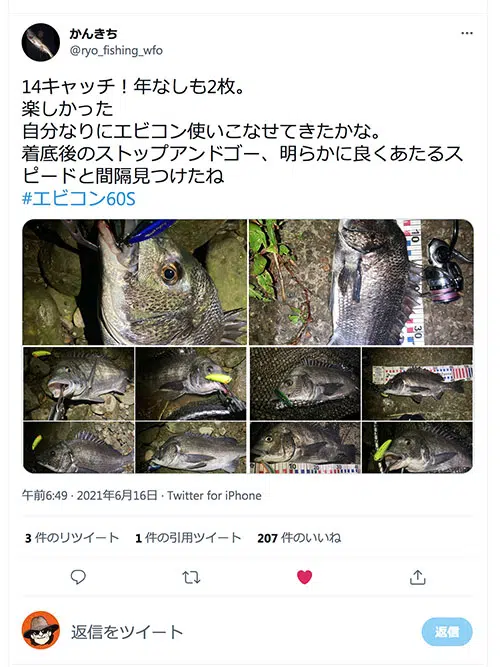 かんきち
@ryo_fishing_wfo
14キャッチ！年なしも2枚。
楽しかった
自分なりにエビコン使いこなせてきたかな。
着底後のストップアンドゴー、明らかに良くあたるス
ピードと間隔見つけたね
#エビコン60S
10
30
午前6:49 · 2021年6月16日 · Twitter for iPhone
3 件のリツイート 1 件の引用ツイート 207 件のいいね
返信をツイート
返信